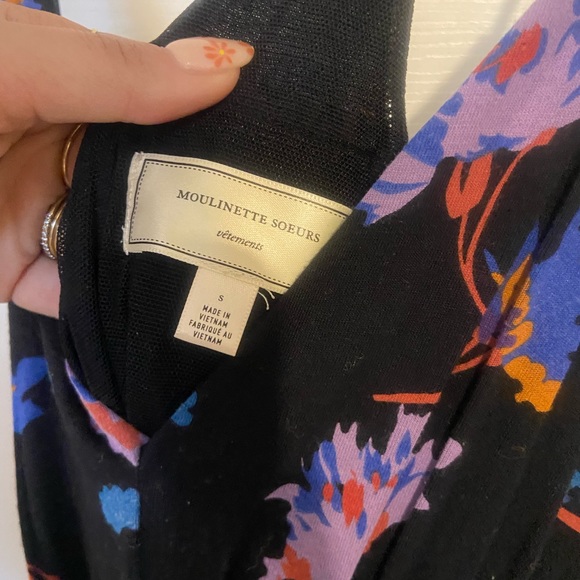 MOULINETTE SOEURS
vêtements
S
MADE IN
VIETNAM
FABRIQUÉ AU
VIETNAM